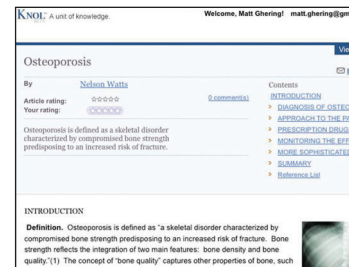 KNOL A unit of knowledge.
Welcome, Matt Ghering! matt.ghering@gm
Osteoporosis
By Nelson Watts
Article rating:
0 comment(s)
Your rating:
Osteoporosis is defined as a skeletal disorder
characterized by compromised bone strength
predisposing to an increased risk of fracture.
Contents
INTRODUCTION
DIAGNOSIS OF OSTEO
APPROACH TO THE PA
PRESCRIPTION DRUG
MONITORING THE EFF
MORE SOPHISTICATED
SUMMARY
Reference List
INTRODUCTION
Definition. Osteoporosis is defined as "a skeletal disorder characterized by
compromised bone strength predisposing to an increased risk of fracture. Bone
strength reflects the integration of two main features: bone density and bone
quality."(1) The concept of "bone quality" captures other properties of bone, such